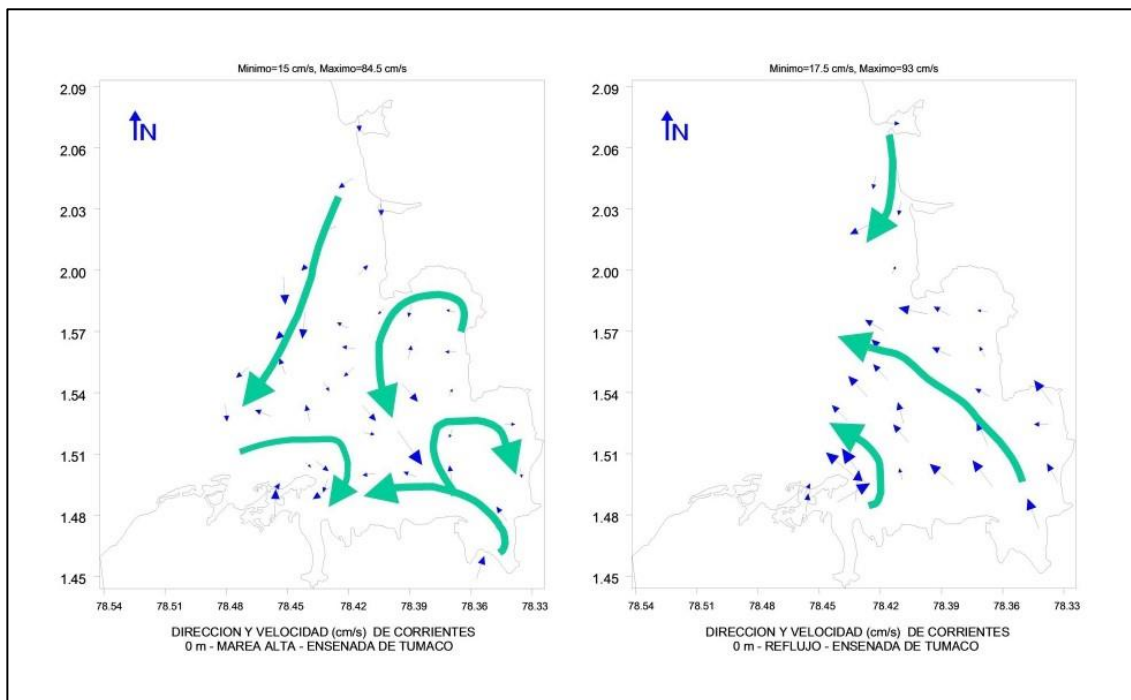 Minimo=15 cm/s, Maximo=84.5 cm/s
2.09
2.06
2.03
2.00
1.57
1.54
1.51
1.48
1.45
N
78.54 78.51 78.48 78.45 78.42 78.39 78.36 78.33
DIRECCION Y VELOCIDAD (cm/s) DE CORRIENTES
0 m - MAREA ALTA - ENSENADA DE TUMACO
Minimo=17.5 cm/s, Maximo=93 cm/s
2.09
2.06
2.03
2.00
1.57
1.54
1.51
1.48
1.45
N
78.54 78.51 78.48 78.45 78.42 78.39 78.36 78.33
DIRECCION Y VELOCIDAD (cm/s) DE CORRIENTES
0 m - REFLUJO - ENSENADA DE TUMACO